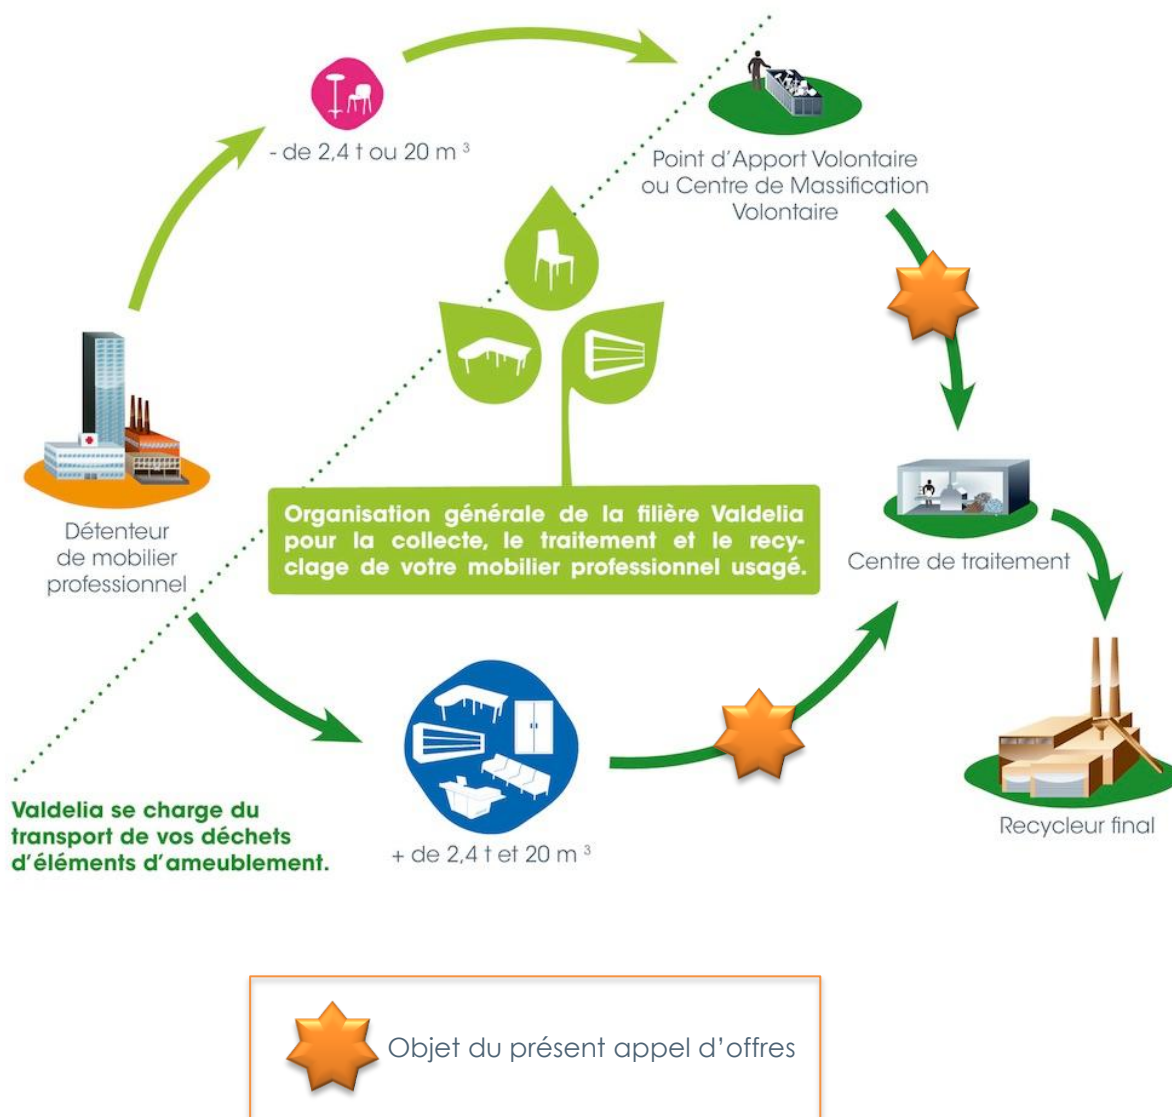 - de 2,4 t ou 20 m ³
Point d'Apport Volontaire
ou Centre de Massification
Volontaire
Détenteur
de mobilier
professionnel
Organisation générale de la filière Valdelia
pour la collecte, le traitement et le recy-
clage de votre mobilier professionnel usagé.
Centre de traitement
Valdelia se charge du
transport de vos déchets
d'éléments d'ameublement.
+ de 2,4 t et 20 m ³
Recycleur final
Objet du présent appel d'offres